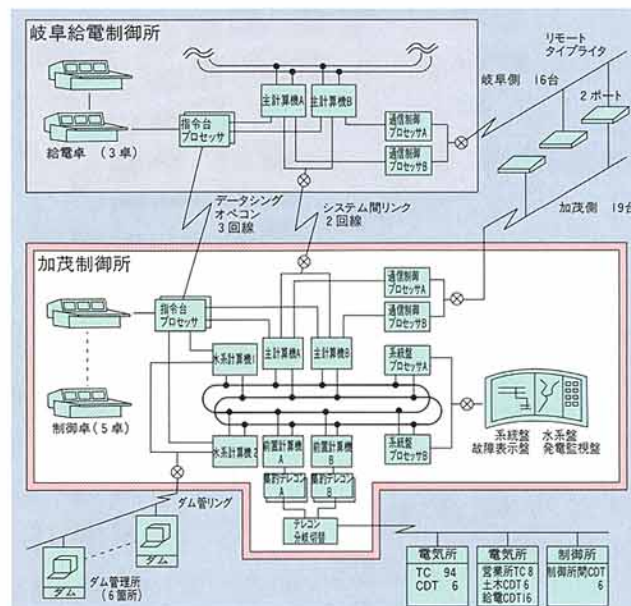 岐阜給電制御所
給電卓(3卓)
指令台
プロセッサ
主計算機A
主計算機B
通信制御
プロセッサA
通信制御
プロセッサB
リモート
タイプライタ
岐阜側 16台
2ポート
加茂側 19台
データシング
オペコン
3回線
システム間リンク
2回線
加茂制御所
制御卓(5卓)
指令台
プロセッサ
水系計算機1
主計算機A
主計算機B
通信制御
プロセッサA
通信制御
プロセッサB
系統盤
プロセッサA
水系計算機2
前置計算機
A
前置計算機
B
系統盤
プロセッサB
集約テレコン
A
集約テレコン
B
テレコン
分岐切替
系統盤 水系盤
故障表示盤 発電監視盤
ダム管リング
ダム
ダム
ダム管理所
(6箇所)
電気所
TC 94
CDT 6
電気所
営業所TC8
土木CDT6
給電CDT16
制御所
制御所間CDT
6